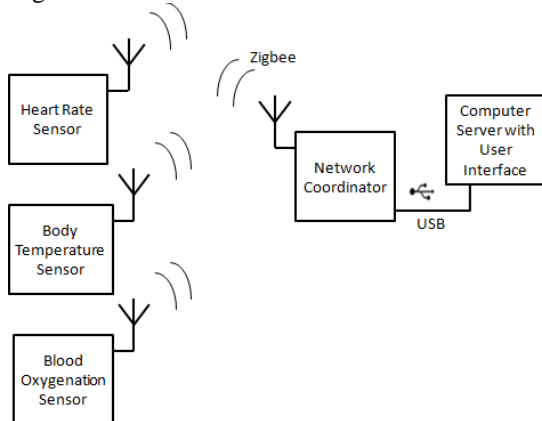 Zigbee
Heart Rate
Sensor
Computer
Server with
User
Interface
Network
Coordinator
USB
Body
Temperature
Sensor
Blood
Oxygenation
Sensor